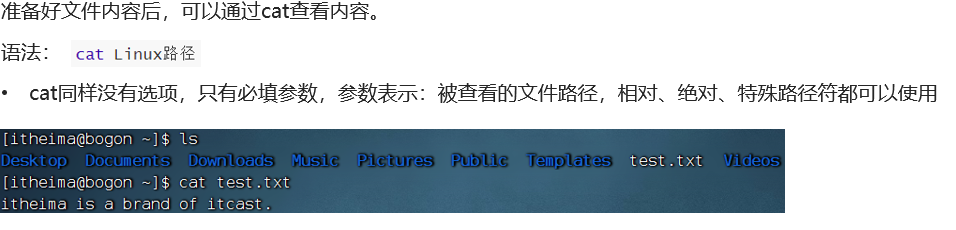 准备好文件内容后，可以通过cat查看内容。
语法： cat Linux路径
• cat同样没有选项，只有必填参数，参数表示：被查看的文件路径，相对、绝对、特殊路径符都可以使用
[itheima@bogon ~]$ ls
Desktop  Documents  Downloads  Music  Pictures  Public  Templates  test.txt  Videos
[itheima@bogon ~]$ cat test.txt
itheima is a brand of itcast.